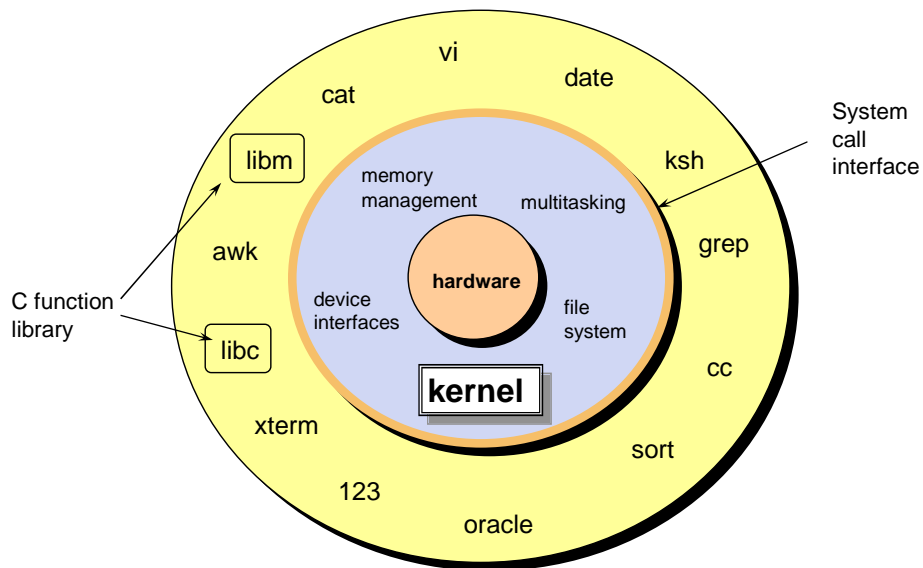 vi
date
cat
System
call
interface
libm
ksh
memory
management
multitasking
awk
grep
hardware
C function
library
device
interfaces
file
system
libc
cc
kernel
xterm
sort
123
oracle